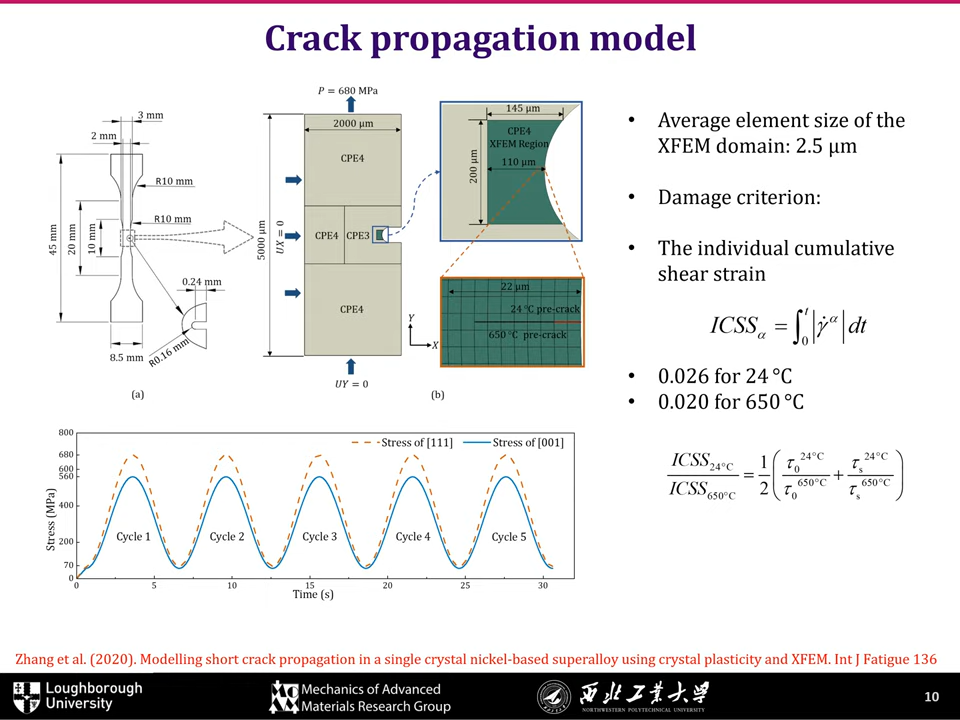 Crack propagation model
3 mm
2 mm
R10 mm
R10 mm
45 mm
20 mm
10 mm
0.24 mm
8.5 mm
R0.16 mm
(a)
P = 680 MPa
2000 μm
CPE4
5000 μm
UX = 0
CPE4
CPE3
CPE4
Y
X
UY = 0
(b)
145 μm
CPE4
XFEM Region
110 μm
200 μm
22 μm
24 °C pre-crack
650 °C pre-crack
• Average element size of the
XFEM domain: 2.5 μm
• Damage criterion:
• The individual cumulative
shear strain
ICSS_α = ∫_0^t |γ̇^α| dt
• 0.026 for 24 °C
• 0.020 for 650 °C
ICSS_24°C / ICSS_650°C = 1/2 (τ_0^24°C / τ_0^650°C + τ_s^24°C / τ_s^650°C)
Stress of [111]
Stress of [001]
Stress (MPa)
800
680
600
560
400
200
70
0
Cycle 1
Cycle 2
Cycle 3
Cycle 4
Cycle 5
0 5 10 15 20 25 30
Time (s)
Zhang et al. (2020). Modelling short crack propagation in a single crystal nickel-based superalloy using crystal plasticity and XFEM. Int J Fatigue 136
Loughborough
University
Mechanics of Advanced
Materials Research Group
西北工业大学
NORTHWESTERN POLYTECHNICAL UNIVERSITY
10